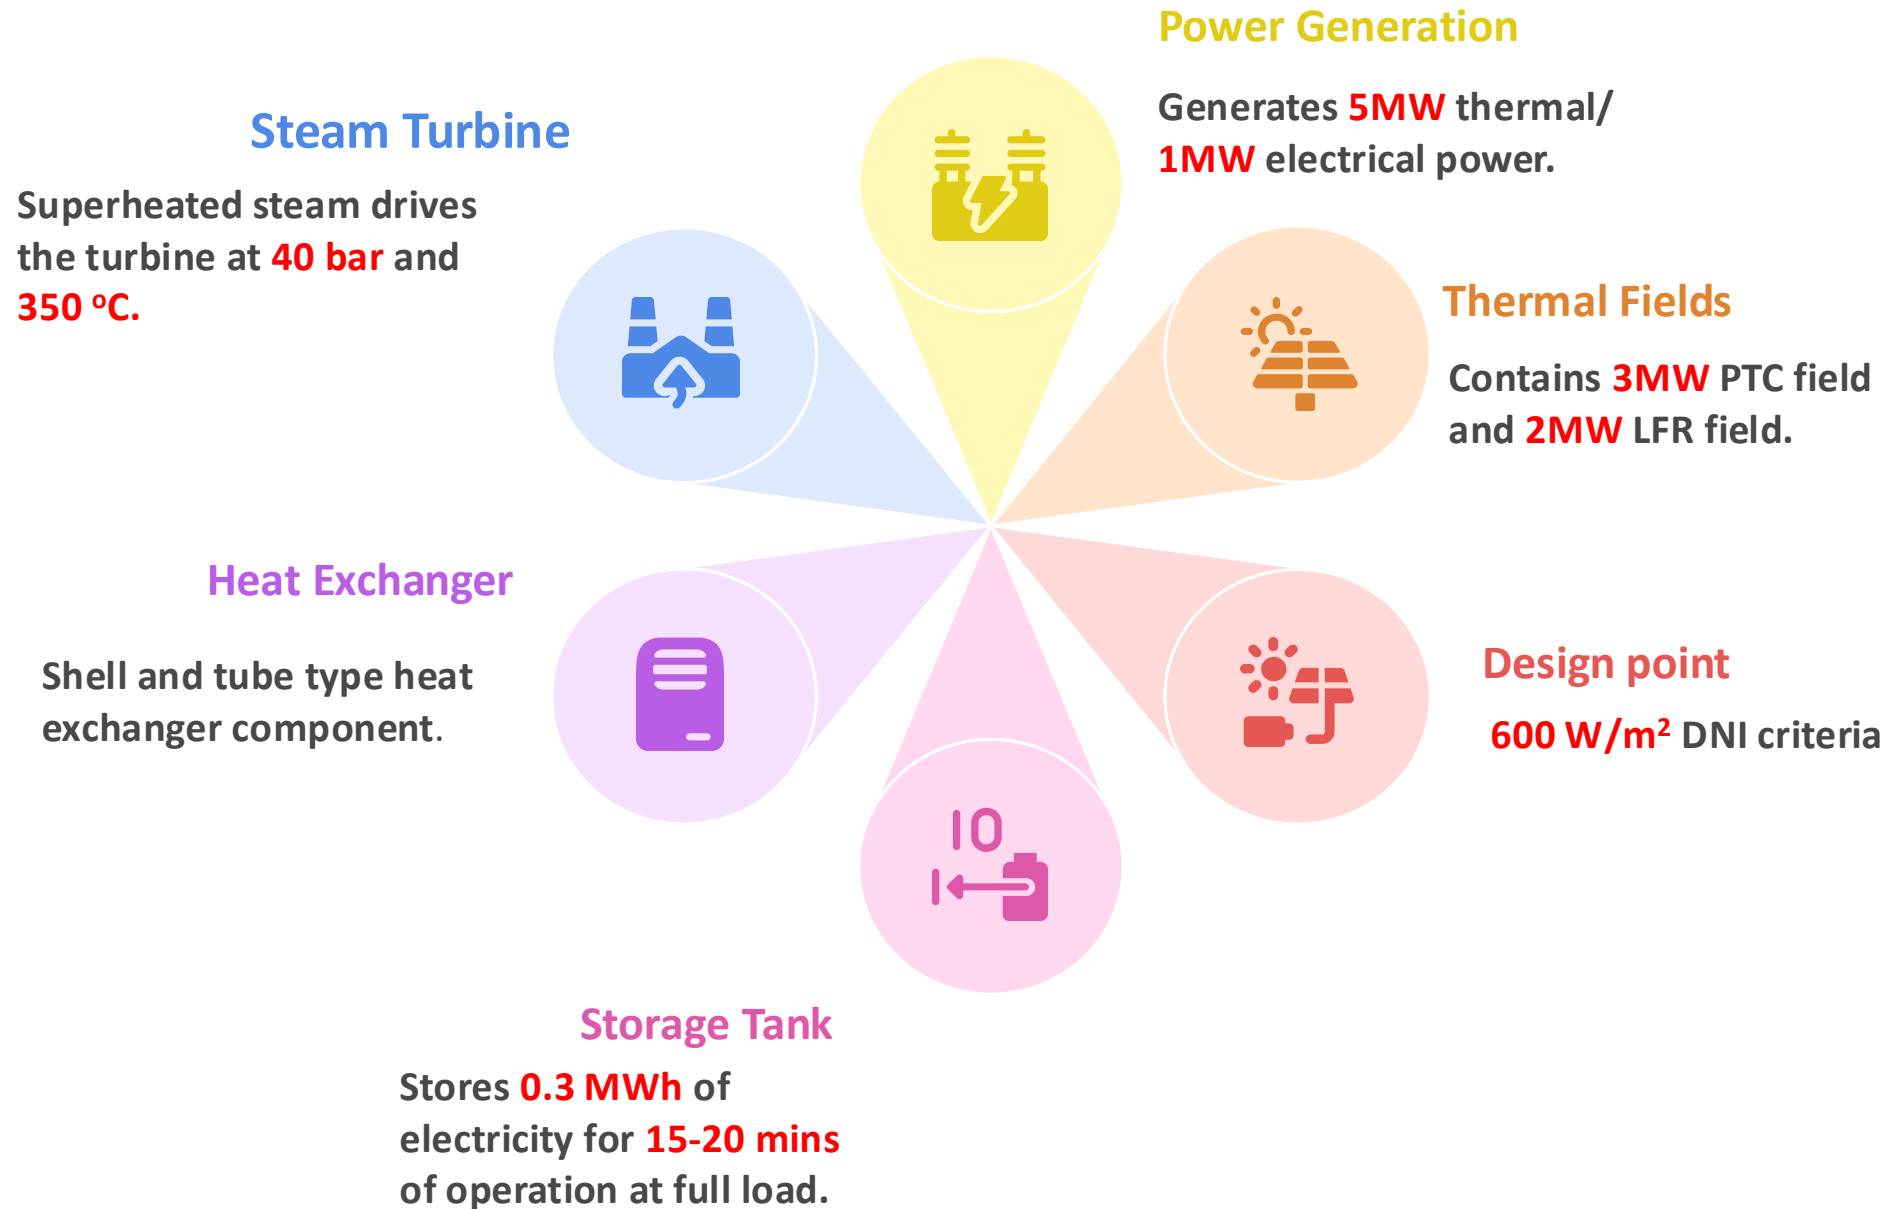 Power Generation
Generates 5MW thermal/
1MW electrical power.
Steam Turbine
Superheated steam drives
the turbine at 40 bar and
350 ºC.
Thermal Fields
Contains 3MW PTC field
and 2MW LFR field.
Heat Exchanger
Shell and tube type heat
exchanger component.
Design point
600 W/m² DNI criteria
10
Storage Tank
Stores 0.3 MWh of
electricity for 15-20 mins
of operation at full load.